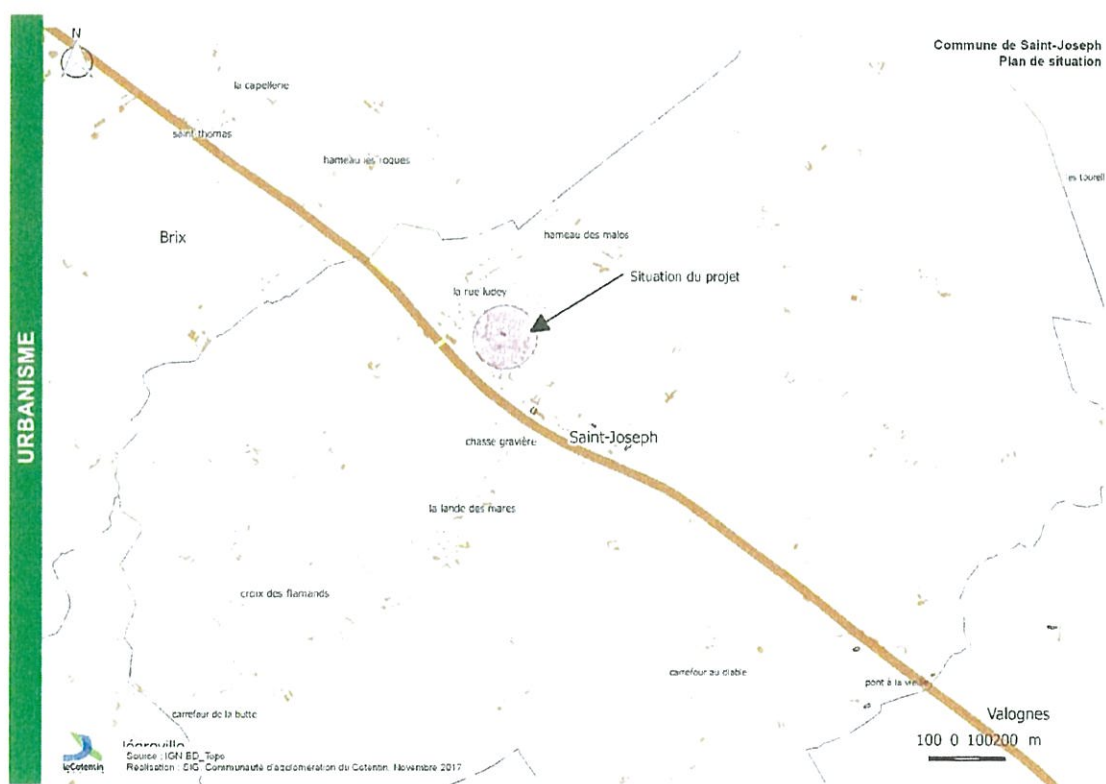 URBANISME
N
Commune de Saint-Joseph
Plan de situation
la capellerie
saint thomas
hameau les roques
les tourell
Brix
hameau des malos
Situation du projet
la rue ludey
chasse gravière
Saint-Joseph
la lande des mares
croix des flamands
carrefour au diable
pont à la vieille
carrefour de la butte
Valognes
100 0 100200 m
leCotentin
Source : IGN BD_Topo
Réalisation : SIG, Communauté d'agglomération du Cotentin, Novembre 2017